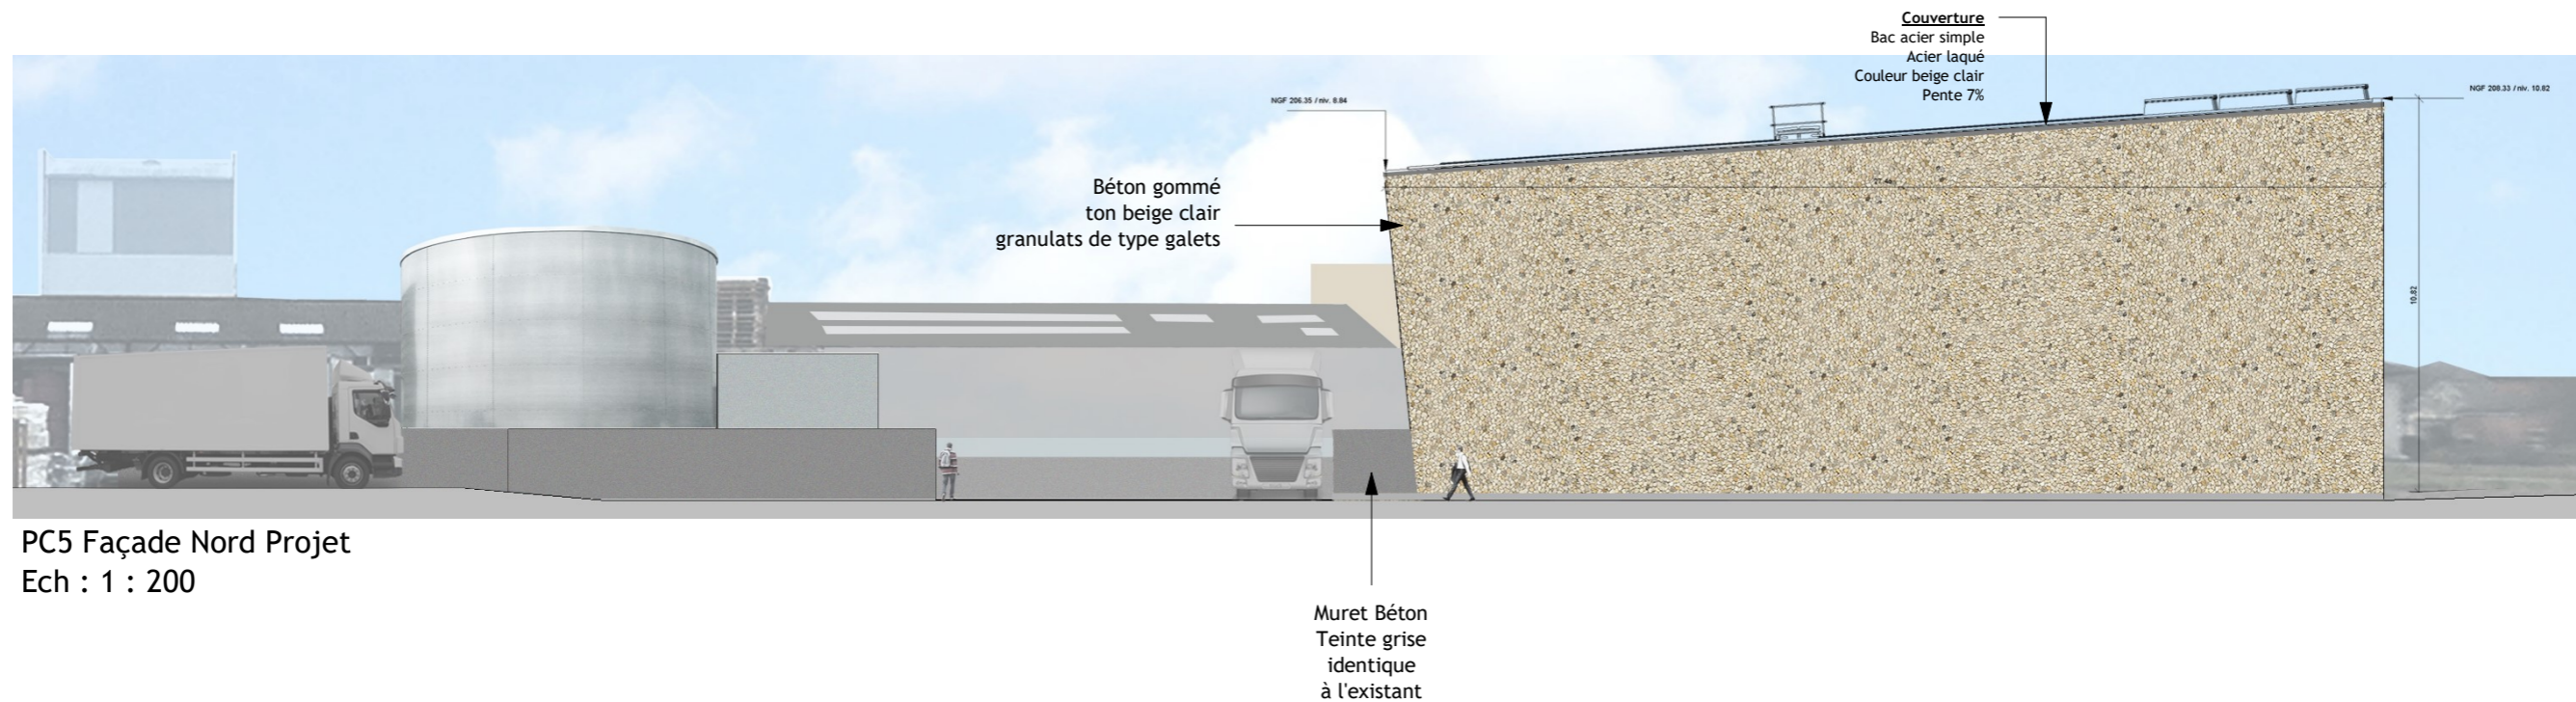 Couverture
Bac acier simple
Acier laqué
Couleur beige clair
Pente 7%
NGF 206.35 / niv. 8.84
NGF 208.33 / niv. 10.82
Béton gommé
ton beige clair
granulats de type galets
10.82
PC5 Façade Nord Projet
Ech : 1 : 200
Muret Béton
Teinte grise
identique
à l'existant